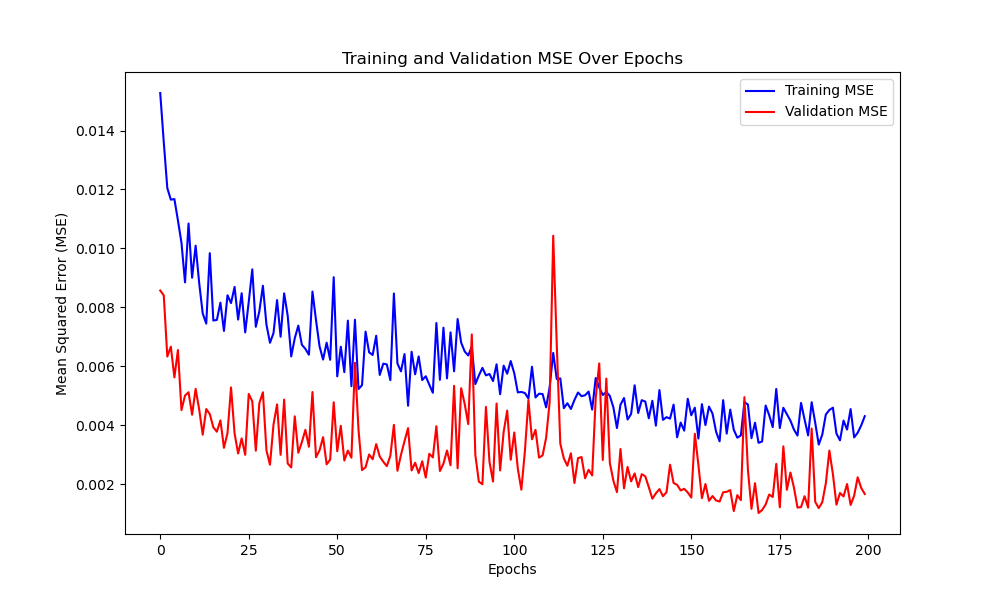 Training and Validation MSE Over Epochs
Training MSE
Validation MSE
Mean Squared Error (MSE)
0.014
0.012
0.010
0.008
0.006
0.004
0.002
0 25 50 75 100 125 150 175 200
Epochs